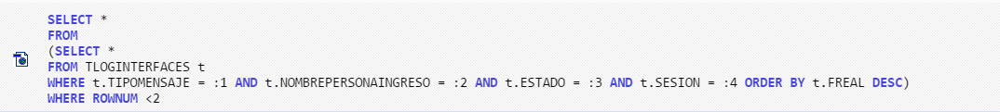 SELECT *
FROM
(SELECT *
FROM TLOGINTERFACES t
WHERE t.TIPOMENSAJE = :1 AND t.NOMBREPERSONAINGRESO = :2 AND t.ESTADO = :3 AND t.SESION = :4 ORDER BY t.FREAL DESC)
WHERE ROWNUM <2